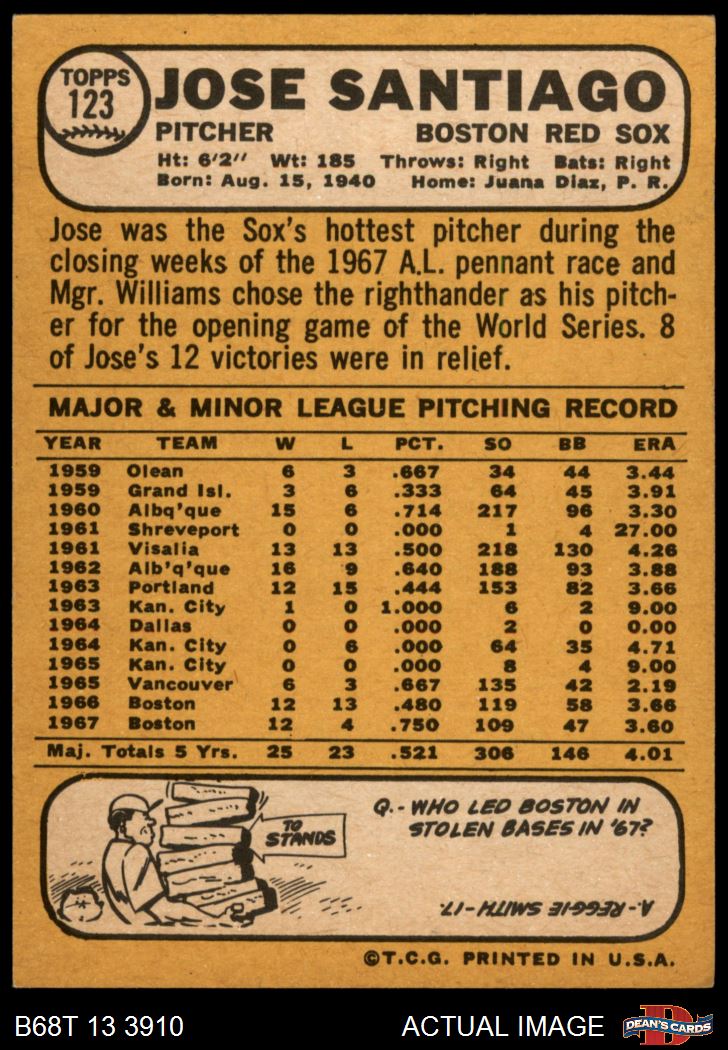 TOPPS
123
JOSE SANTIAGO
PITCHER BOSTON RED SOX
Ht: 6'2" Wt: 185 Throws: Right Bats: Right
Born: Aug. 15, 1940 Home: Juana Diaz, P. R.
Jose was the Sox's hottest pitcher during the
closing weeks of the 1967 A.L. pennant race and
Mgr. Williams chose the righthander as his pitch-
er for the opening game of the World Series. 8
of Jose's 12 victories were in relief.
MAJOR & MINOR LEAGUE PITCHING RECORD
YEAR TEAM W L PCT. SO BB ERA
1959 Olean 6 3 .667 34 44 3.44
1959 Grand Isl. 3 6 .333 64 45 3.91
1960 Albq'que 15 6 .714 217 96 3.30
1961 Shreveport 0 0 .000 1 4 27.00
1961 Visalia 13 13 .500 218 130 4.26
1962 Alb'q'que 16 9 .640 188 93 3.88
1963 Portland 12 15 .444 153 82 3.66
1963 Kan. City 1 0 1.000 6 2 9.00
1964 Dallas 0 0 .000 2 0 0.00
1964 Kan. City 0 6 .000 64 35 4.71
1965 Kan. City 0 0 .000 8 4 9.00
1965 Vancouver 6 3 .667 135 42 2.19
1966 Boston 12 13 .480 119 58 3.66
1967 Boston 12 4 .750 109 47 3.60
Maj. Totals 5 Yrs. 25 23 .521 306 146 4.01
TO
STANDS
Q.-WHO LED BOSTON IN
STOLEN BASES IN '67?
A.-REGGIE SMITH-17.
©T.C.G. PRINTED IN U.S.A.
B68T 13 3910 ACTUAL IMAGE
D
DEAN'S CARDS